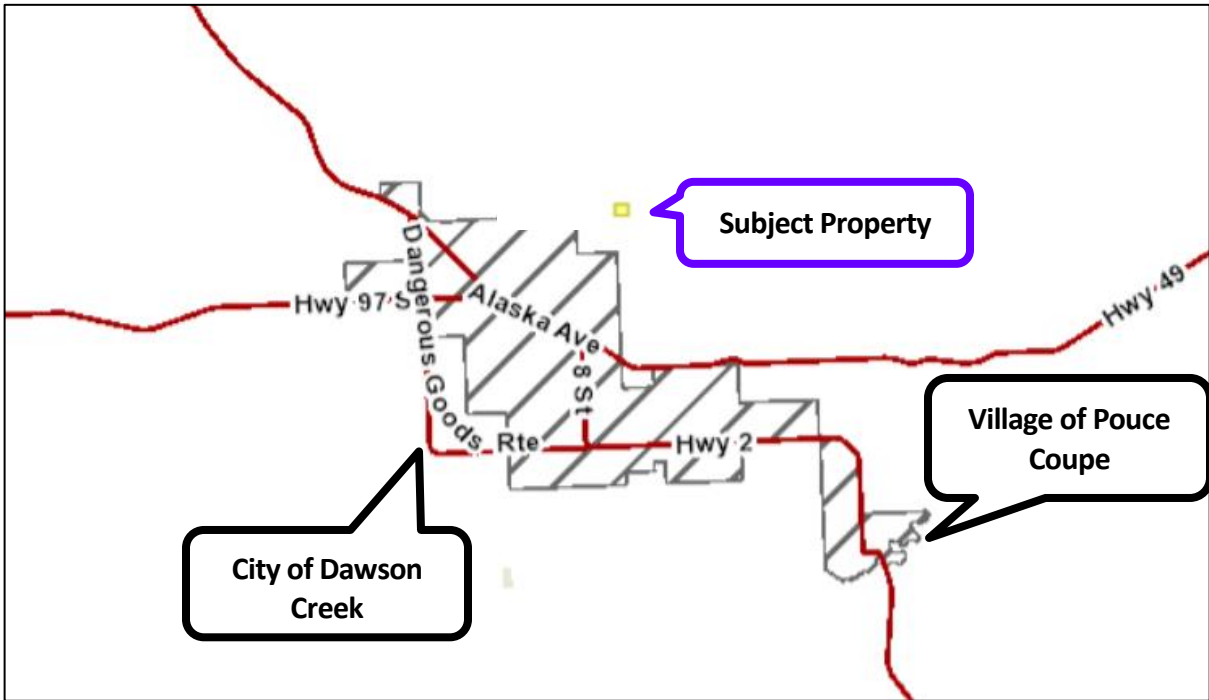 Subject Property
Dangerous Goods Rte
Hwy 97 S
Alaska Ave
Hwy 49
8 St
Hwy 2
Village of Pouce
Coupe
City of Dawson
Creek